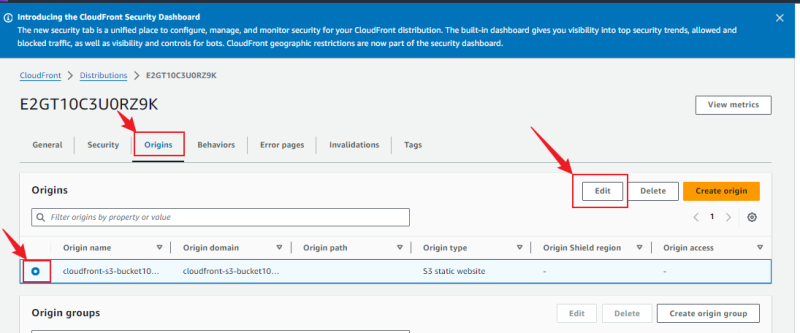 Introducing the CloudFront Security Dashboard
The new security tab is a unified place to configure, manage, and monitor security for your CloudFront distribution. The built-in dashboard gives you visibility into top security trends, allowed and
blocked traffic, as well as visibility and controls for bots. CloudFront geographic restrictions are now part of the security dashboard.
CloudFront > Distributions > E2GT10C3U0RZ9K
E2GT10C3U0RZ9K
View metrics
General Security Origins Behaviors Error pages Invalidations Tags
Origins
Edit Delete Create origin
Filter origins by property or value
1
Origin name Origin domain Origin path Origin type Origin Shield region Origin access
cloudfront-s3-bucket10... cloudfront-s3-bucket10... S3 static website - -
Origin groups
Edit Delete Create origin group